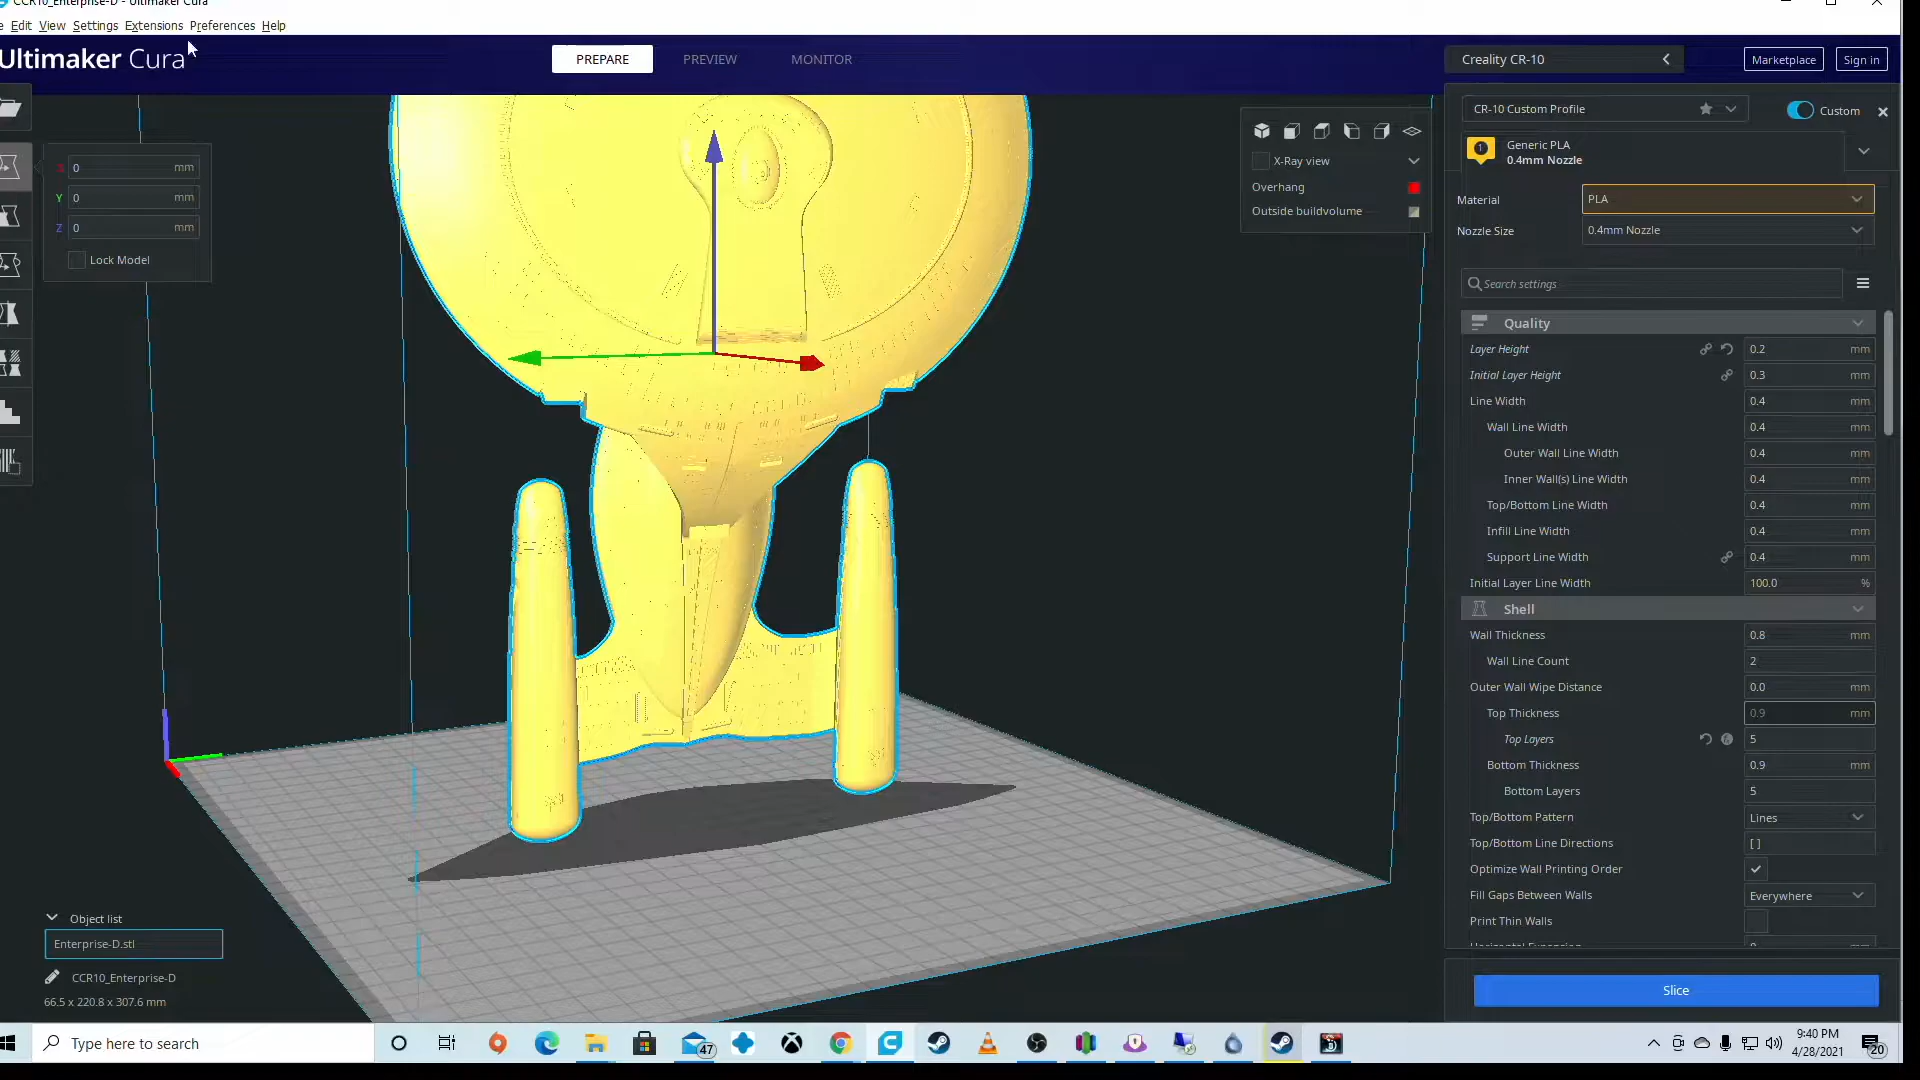 CCR10_Enterprise-D - Ultimaker Cura
Edit View Settings Extensions Preferences Help
Ultimaker Cura
PREPARE PREVIEW MONITOR
Creality CR-10
Marketplace
Sign in
X 0 mm
Y 0 mm
Z 0 mm
Lock Model
X-Ray view
Overhang
Outside buildvolume
CR-10 Custom Profile
Custom
1
Generic PLA
0.4mm Nozzle
Material PLA
Nozzle Size 0.4mm Nozzle
Search settings
Quality
Layer Height 0.2 mm
Initial Layer Height 0.3 mm
Line Width 0.4 mm
Wall Line Width 0.4 mm
Outer Wall Line Width 0.4 mm
Inner Wall(s) Line Width 0.4 mm
Top/Bottom Line Width 0.4 mm
Infill Line Width 0.4 mm
Support Line Width 0.4 mm
Initial Layer Line Width 100.0 %
Shell
Wall Thickness 0.8 mm
Wall Line Count 2
Outer Wall Wipe Distance 0.0 mm
Top Thickness 0.9 mm
Top Layers 5
Bottom Thickness 0.9 mm
Bottom Layers 5
Top/Bottom Pattern Lines
Top/Bottom Line Directions [ ]
Optimize Wall Printing Order
Fill Gaps Between Walls Everywhere
Print Thin Walls
Horizontal Expansion 0 mm
Slice
Object list
Enterprise-D.stl
CCR10_Enterprise-D
66.5 x 220.8 x 307.6 mm
Type here to search
47
9:40 PM
4/28/2021
20